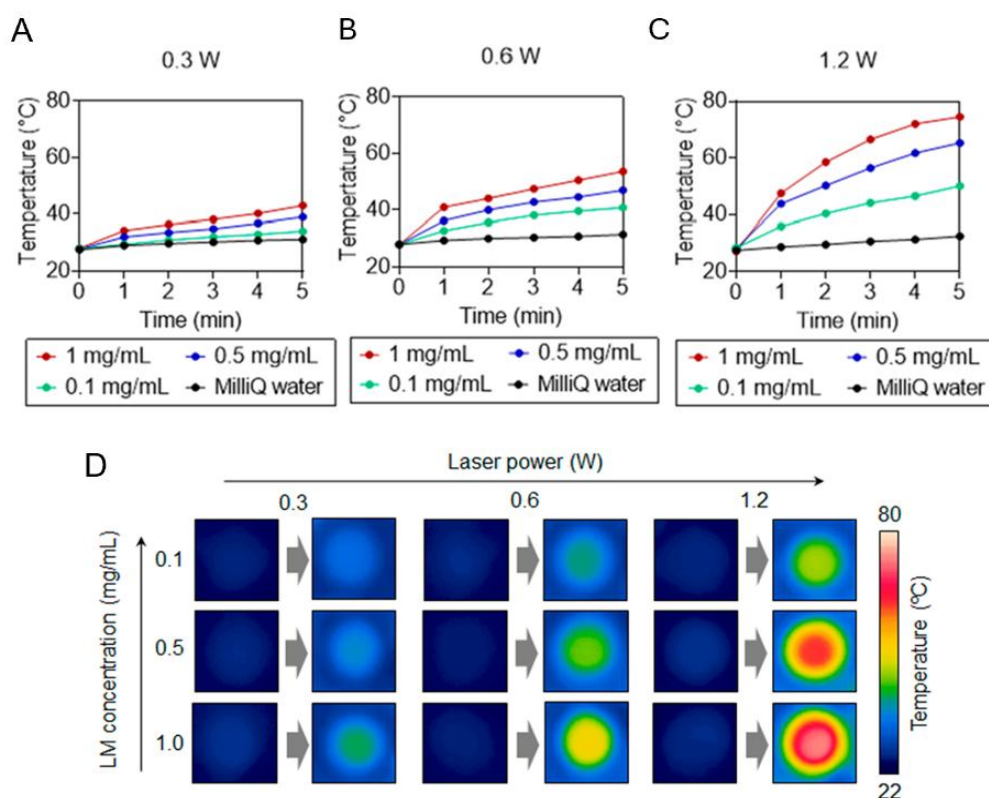 A
0.3 W
Tempertature (°C)
80
60
40
20
0 1 2 3 4 5
Time (min)
1 mg/mL 0.5 mg/mL
0.1 mg/mL MilliQ water
B
0.6 W
Tempertature (°C)
80
60
40
20
0 1 2 3 4 5
Time (min)
1 mg/mL 0.5 mg/mL
0.1 mg/mL MilliQ water
C
1.2 W
Tempertature (°C)
80
60
40
20
0 1 2 3 4 5
Time (min)
1 mg/mL 0.5 mg/mL
0.1 mg/mL MilliQ water
D
Laser power (W)
0.3 0.6 1.2
LM concentration (mg/mL)
0.1
0.5
1.0
80
Temperature (ºC)
22